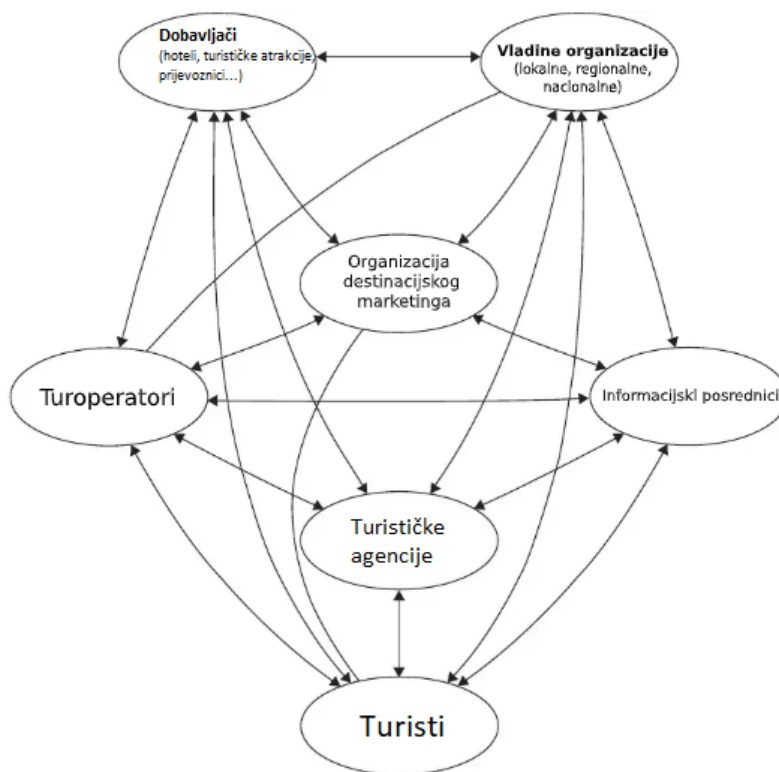 Dobavljači
(hoteli, turističke atrakcije,
prijevoznici...)
Vladine organizacije
(lokalne, regionalne,
nacionalne)
Organizacija
destinacijskog
marketinga
Turoperatori
Informacijski posrednici
Turističke
agencije
Turisti